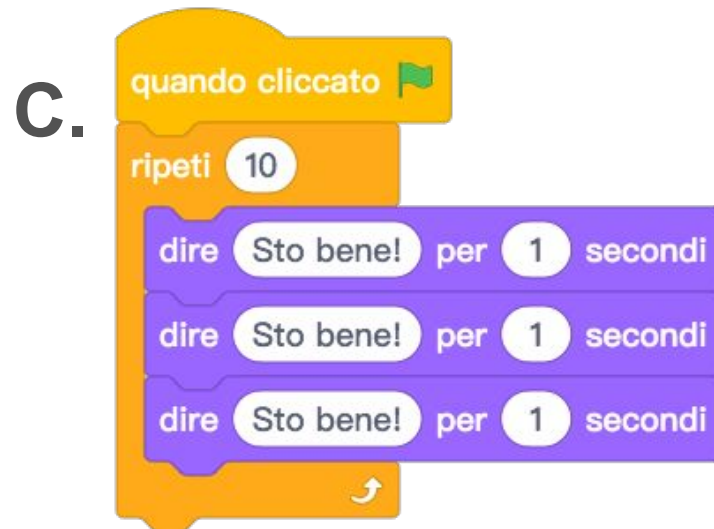 C.
quando cliccato
ripeti 10
dire Sto bene! per 1 secondi
dire Sto bene! per 1 secondi
dire Sto bene! per 1 secondi